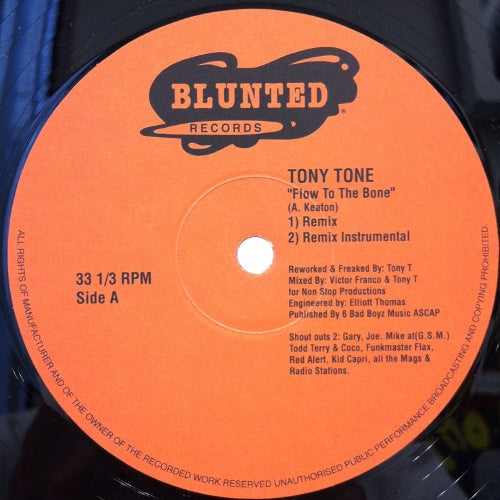 BLUNTED
RECORDS
®
TONY TONE
"Flow To The Bone"
(A. Keaton)
1) Remix
2) Remix Instrumental
33 1/3 RPM
Side A
Reworked & Freaked By: Tony T
Mixed By: Victor Franco & Tony T
for Non Stop Productions
Engineered by: Elliott Thomas
Published By 6 Bad Boyz Music ASCAP
Shout outs 2: Gary, Joe, Mike at(G.S.M.)
Todd Terry & Coco, Funkmaster Flax,
Red Alert, Kid Capri, all the Mags &
Radio Stations.
ALL RIGHTS OF MANUFACTURER AND OF THE OWNER OF THE RECORDED WORK RESERVED UNAUTHORISED PUBLIC PERFORMANCE BROADCASTING AND COPYING PROHIBITED